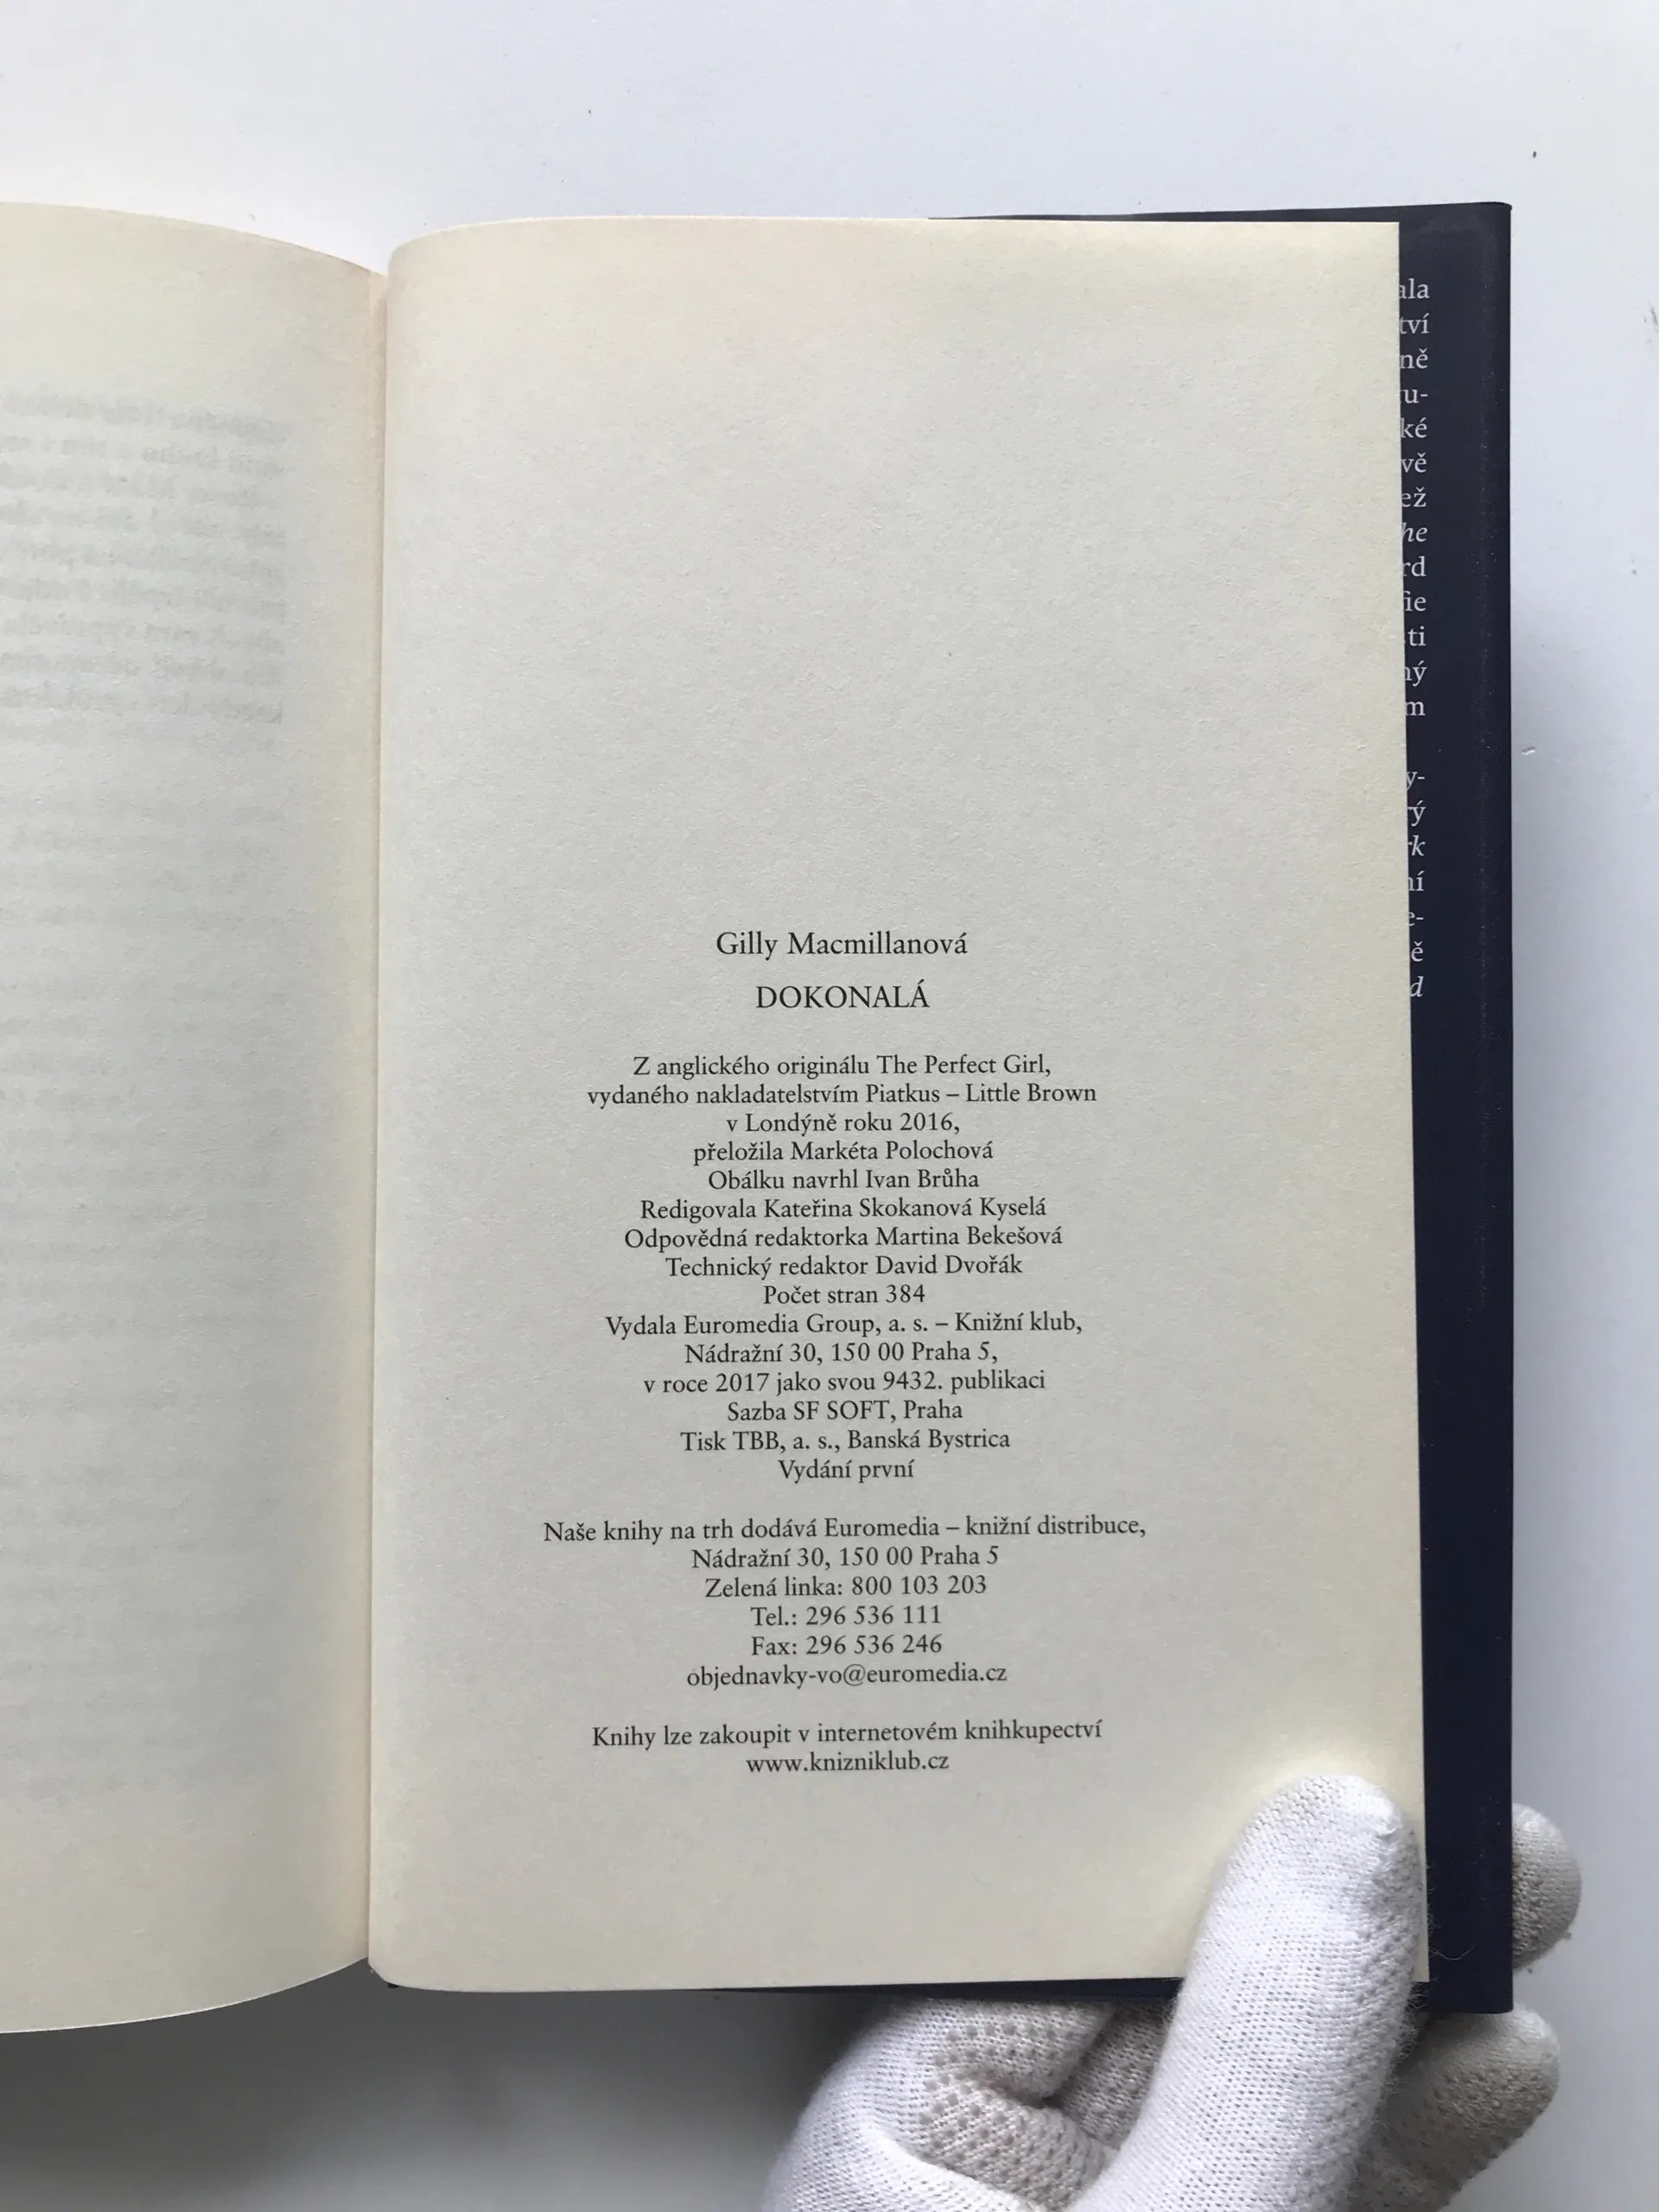 Gilly Macmillanová
DOKONALÁ
Z anglického originálu The Perfect Girl,
vydaného nakladatelstvím Piatkus – Little Brown
v Londýně roku 2016,
přeložila Markéta Polochová
Obálku navrhl Ivan Brůha
Redigovala Kateřina Skokanová Kyselá
Odpovědná redaktorka Martina Bekešová
Technický redaktor David Dvořák
Počet stran 384
Vydala Euromedia Group, a. s. – Knižní klub,
Nádražní 30, 150 00 Praha 5,
v roce 2017 jako svou 9432. publikaci
Sazba SF SOFT, Praha
Tisk TBB, a. s., Banská Bystrica
Vydání první
Naše knihy na trh dodává Euromedia – knižní distribuce,
Nádražní 30, 150 00 Praha 5
Zelená linka: 800 103 203
Tel.: 296 536 111
Fax: 296 536 246
objednavky-vo@euromedia.cz
Knihy lze zakoupit v internetovém knihkupectví
www.knizniklub.cz